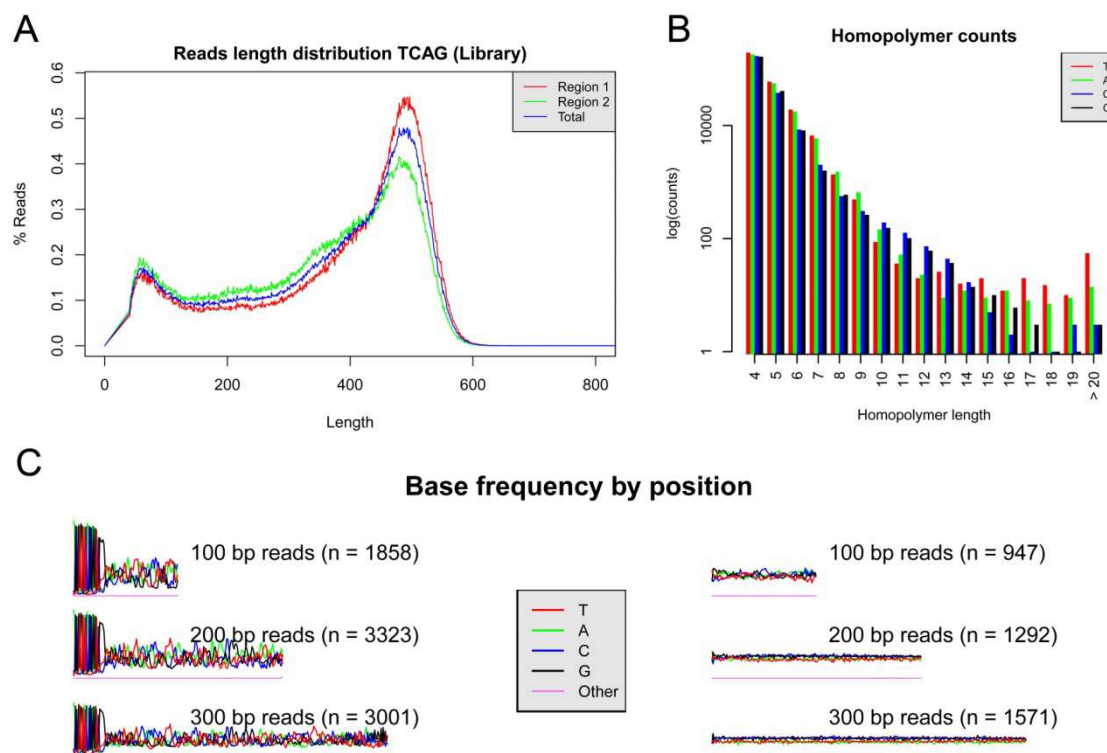 A
Reads length distribution TCAG (Library)
% Reads
0.0 0.1 0.2 0.3 0.4 0.5 0.6
Region 1
Region 2
Total
0 200 400 600 800
Length
B
Homopolymer counts
log(counts)
1 100 10000
T
A
4 5 6 7 8 9 10 11 12 13 14 15 16 17 18 19 > 20
Homopolymer length
C
Base frequency by position
100 bp reads (n = 1858)
200 bp reads (n = 3323)
300 bp reads (n = 3001)
T
A
C
G
Other
100 bp reads (n = 947)
200 bp reads (n = 1292)
300 bp reads (n = 1571)